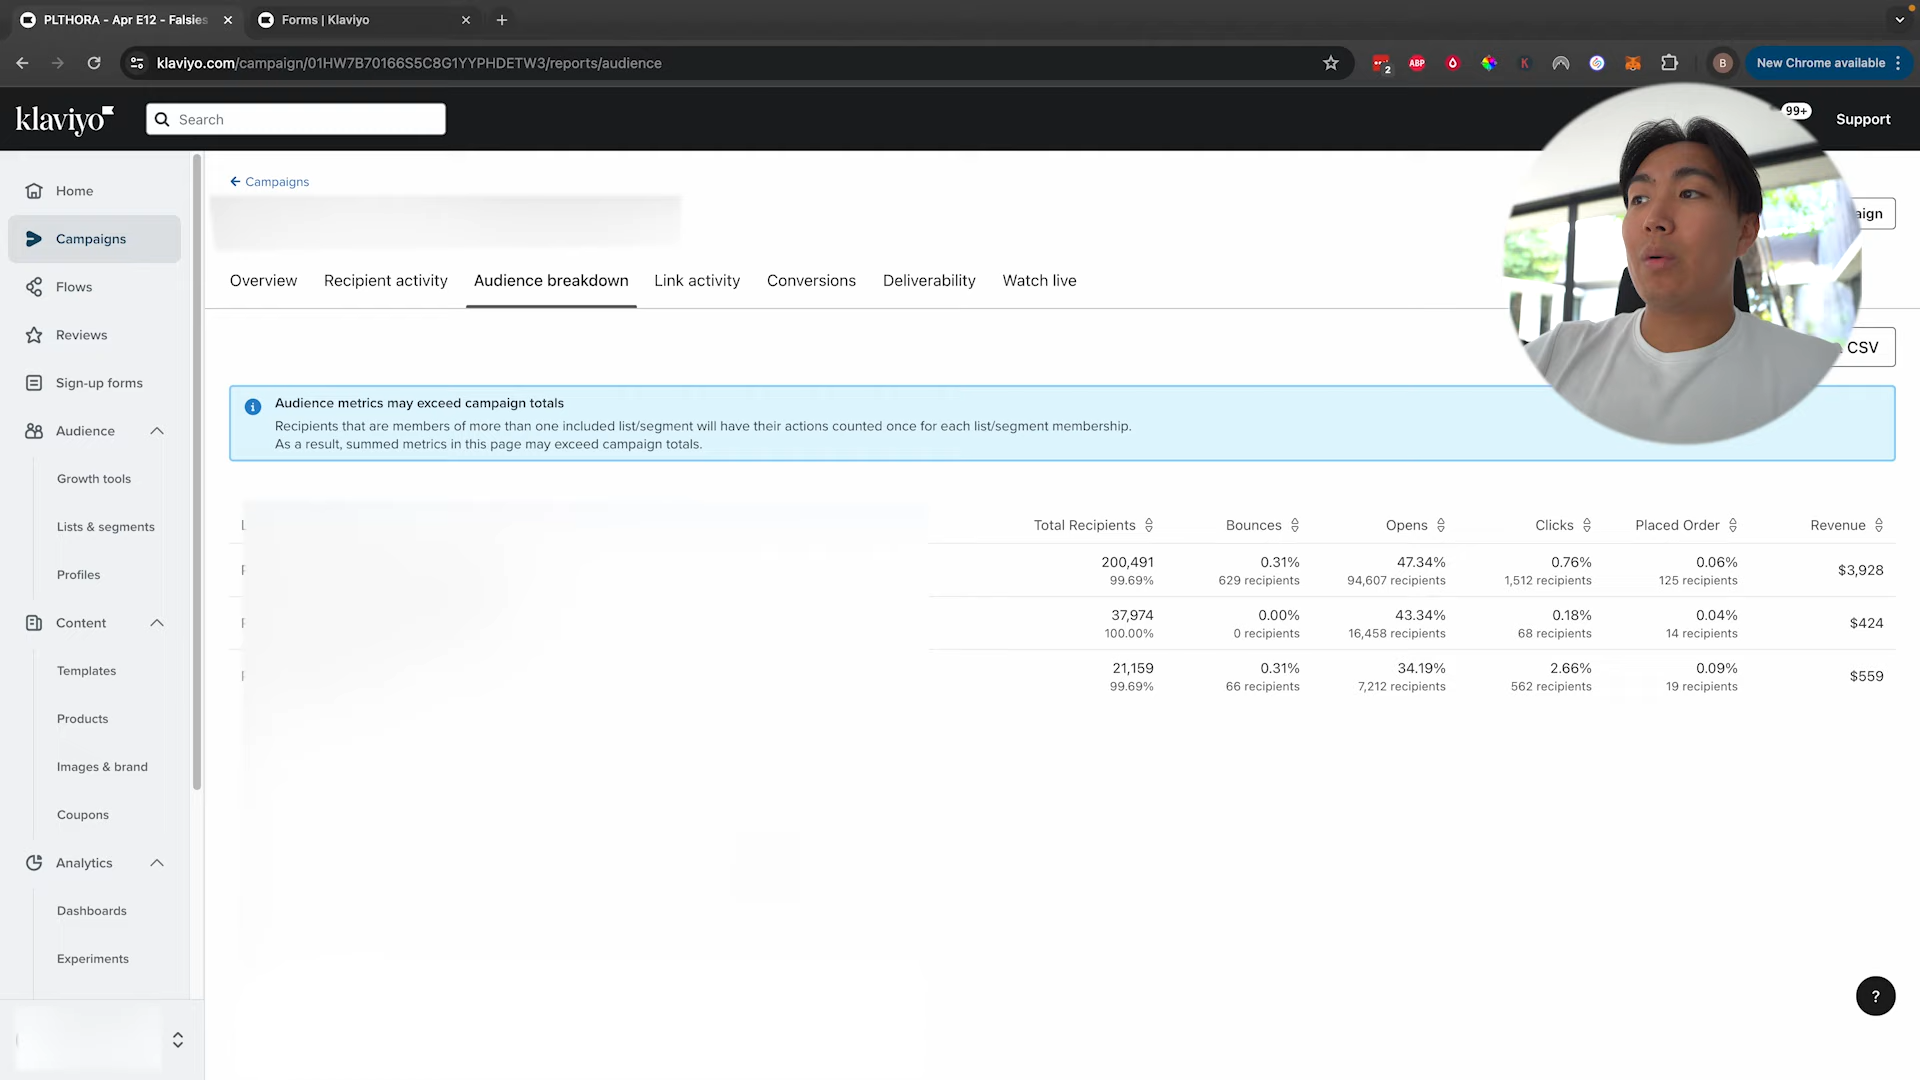 PLTHORA - Apr E12 - Falsies
Forms | Klaviyo
klaviyo.com/campaign/01HW7B70166S5C8G1YYPHDETW3/reports/audience
2
ABP
K
B
New Chrome available
klaviyo
Search
99+
Support
Home
Campaigns
Flows
Reviews
Sign-up forms
Audience
Growth tools
Lists & segments
Profiles
Content
Templates
Products
Images & brand
Coupons
Analytics
Dashboards
Experiments
Campaigns
Overview
Recipient activity
Audience breakdown
Link activity
Conversions
Deliverability
Watch live
CSV
Audience metrics may exceed campaign totals
Recipients that are members of more than one included list/segment will have their actions counted once for each list/segment membership.
As a result, summed metrics in this page may exceed campaign totals.
Total Recipients Bounces Opens Clicks Placed Order Revenue
200,491 0.31% 47.34% 0.76% 0.06% $3,928
99.69% 629 recipients 94,607 recipients 1,512 recipients 125 recipients
37,974 0.00% 43.34% 0.18% 0.04% $424
100.00% 0 recipients 16,458 recipients 68 recipients 14 recipients
21,159 0.31% 34.19% 2.66% 0.09% $559
99.69% 66 recipients 7,212 recipients 562 recipients 19 recipients
?